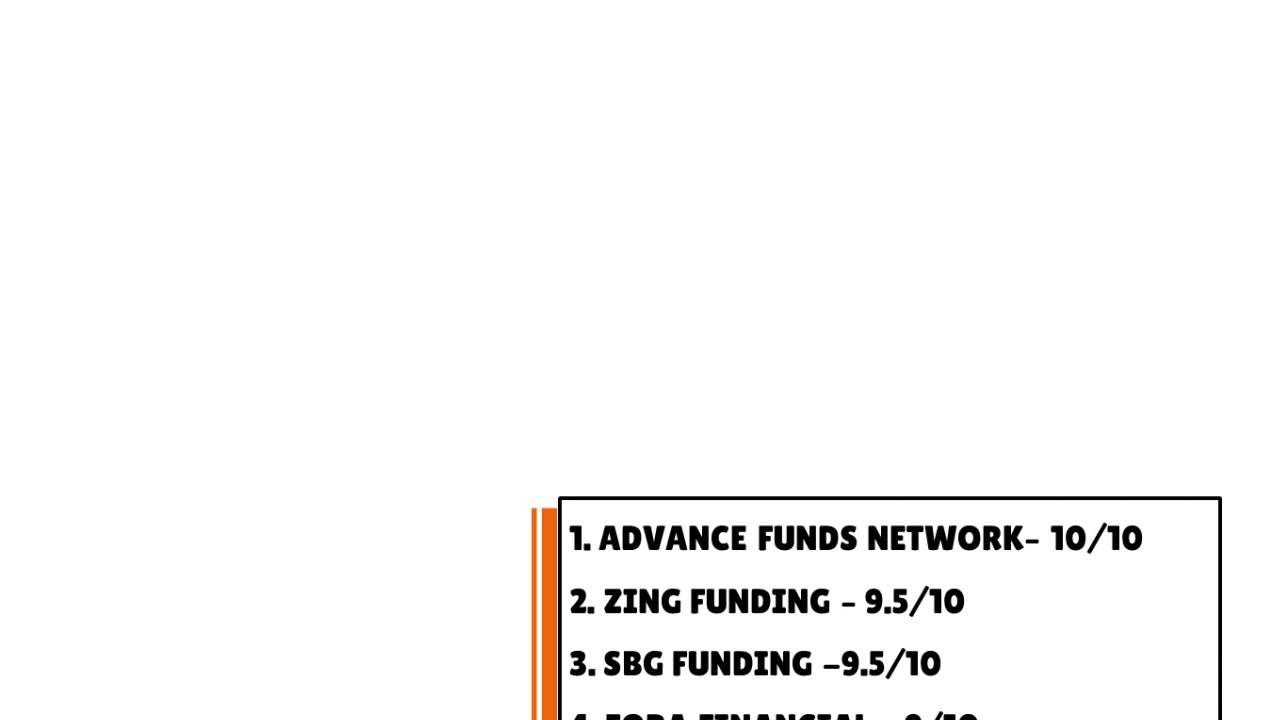 1. ADVANCE FUNDS NETWORK- 10/10
2. ZING FUNDING - 9.5/10
3. SBG FUNDING -9.5/10